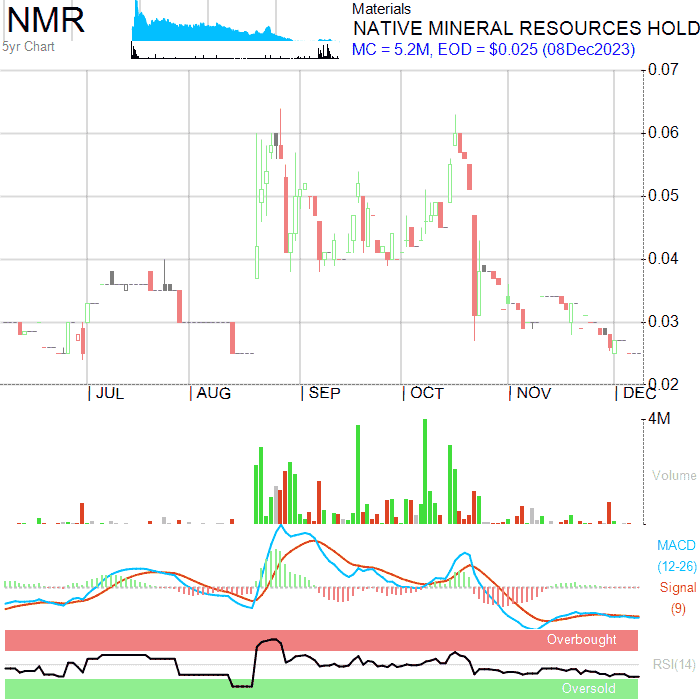 NMR
5yr Chart
Materials
NATIVE MINERAL RESOURCES HOLD
MC = 5.2M, EOD = $0.025 (08Dec2023)
0.07
0.06
0.05
0.04
0.03
0.02
JUL AUG SEP OCT NOV DEC
4M
Volume
MACD
(12-26)
Signal
(9)
Overbought
RSI(14)
Oversold